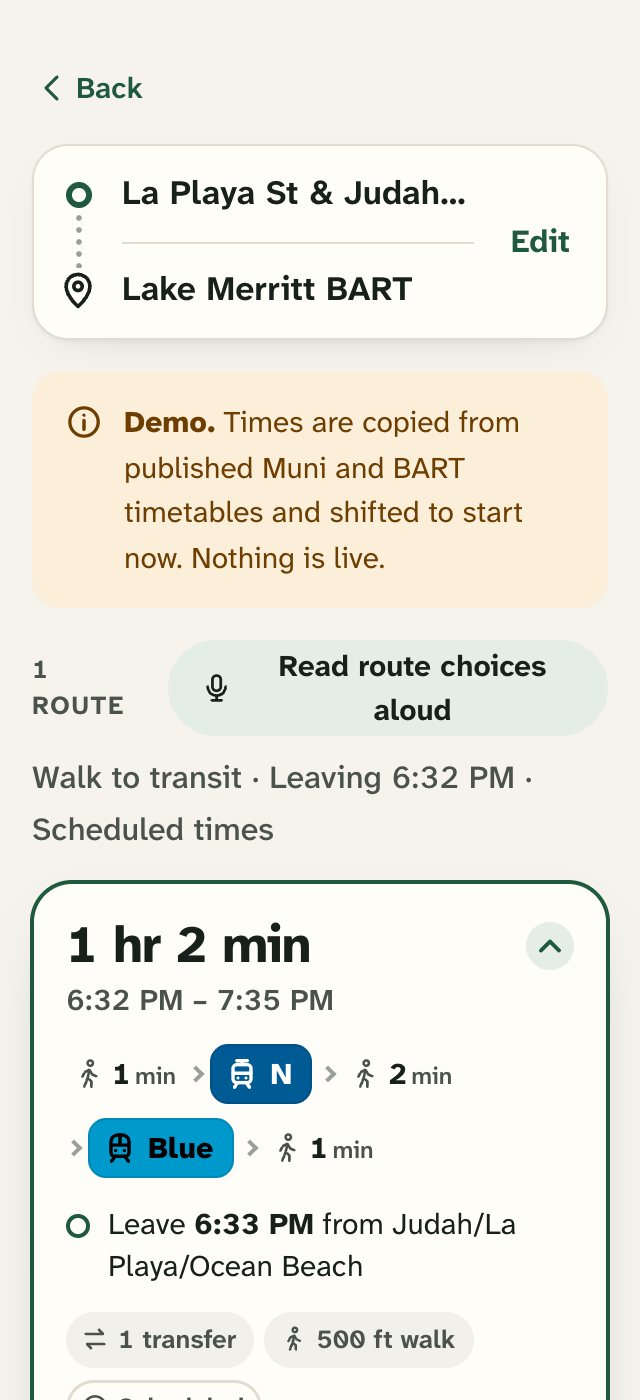 Back
La Playa St & Judah...
Edit
Lake Merritt BART
Demo. Times are copied from
published Muni and BART
timetables and shifted to start
now. Nothing is live.
1
ROUTE
Read route choices
aloud
Walk to transit · Leaving 6:32 PM ·
Scheduled times
1 hr 2 min
6:32 PM – 7:35 PM
1 min
N
2 min
Blue
1 min
Leave 6:33 PM from Judah/La
Playa/Ocean Beach
1 transfer
500 ft walk